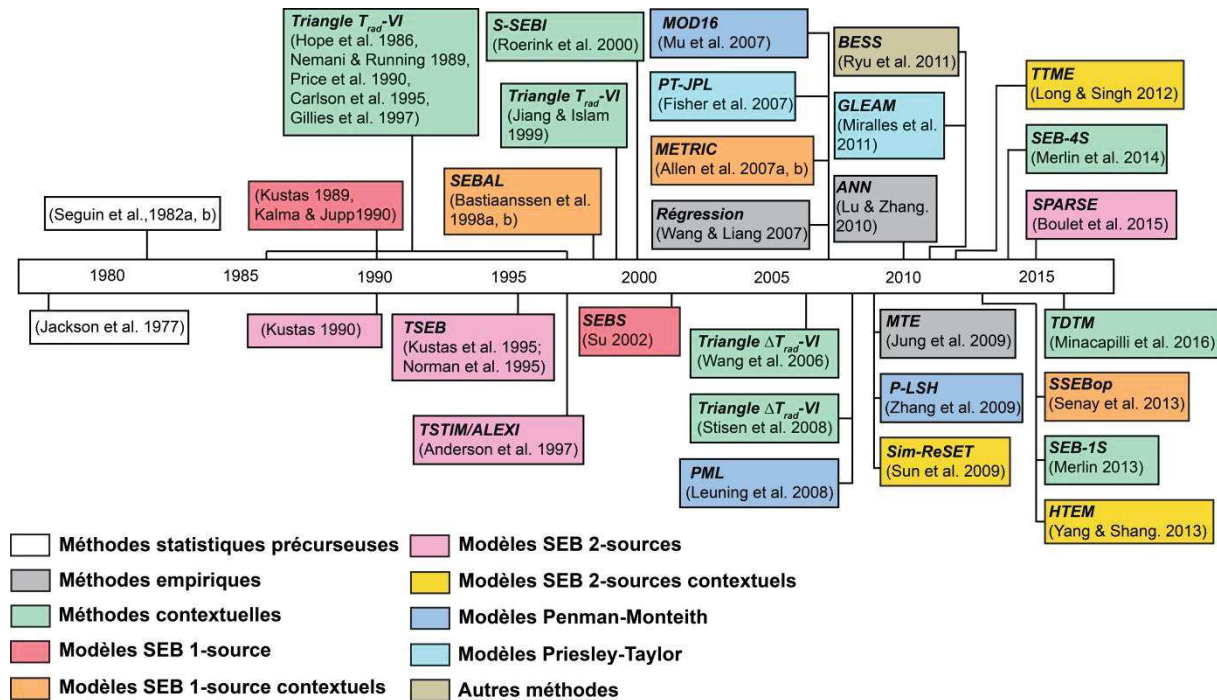 Triangle Trad-VI
(Hope et al. 1986,
Nemani & Running 1989,
Price et al. 1990,
Carlson et al. 1995,
Gillies et al. 1997)
S-SEBI
(Roerink et al. 2000)
Triangle Trad-VI
(Jiang & Islam
1999)
MOD16
(Mu et al. 2007)
PT-JPL
(Fisher et al. 2007)
METRIC
(Allen et al. 2007a, b)
Régression
(Wang & Liang 2007)
BESS
(Ryu et al. 2011)
GLEAM
(Miralles et al.
2011)
ANN
(Lu & Zhang.
2010)
TTME
(Long & Singh 2012)
SEB-4S
(Merlin et al. 2014)
SPARSE
(Boulet et al. 2015)
(Seguin et al.,1982a, b)
(Kustas 1989,
Kalma & Jupp1990)
SEBAL
(Bastiaanssen et al.
1998a, b)
1980
1985
1990
1995
2000
2005
2010
2015
(Jackson et al. 1977)
(Kustas 1990)
TSEB
(Kustas et al. 1995;
Norman et al. 1995)
TSTIM/ALEXI
(Anderson et al. 1997)
SEBS
(Su 2002)
Triangle ΔTrad-VI
(Wang et al. 2006)
Triangle ΔTrad-VI
(Stisen et al. 2008)
PML
(Leuning et al. 2008)
MTE
(Jung et al. 2009)
P-LSH
(Zhang et al. 2009)
Sim-ReSET
(Sun et al. 2009)
TDTM
(Minacapilli et al. 2016)
SSEBop
(Senay et al. 2013)
SEB-1S
(Merlin 2013)
HTEM
(Yang & Shang. 2013)
Méthodes statistiques précurseuses
Méthodes empiriques
Méthodes contextuelles
Modèles SEB 1-source
Modèles SEB 1-source contextuels
Modèles SEB 2-sources
Modèles SEB 2-sources contextuels
Modèles Penman-Monteith
Modèles Priesley-Taylor
Autres méthodes